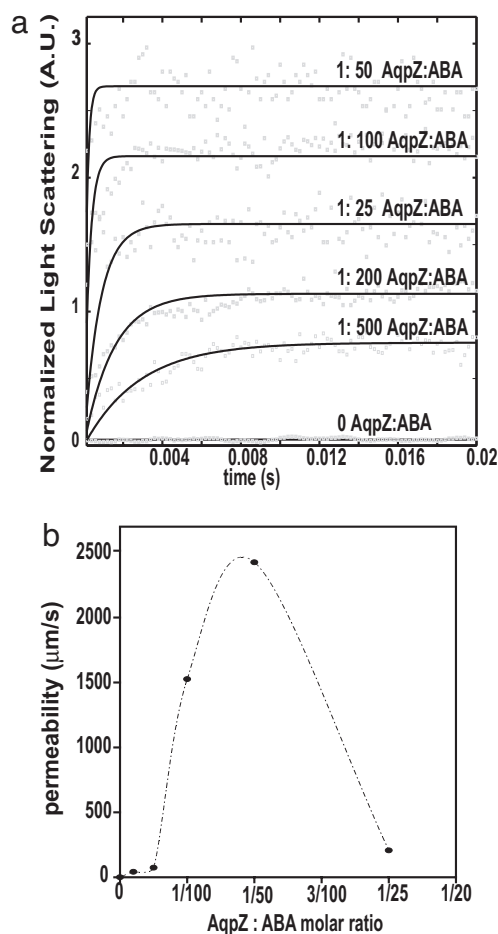 a
Normalized Light Scattering (A.U.)
3
2
1
0
1: 50 AqpZ:ABA
1: 100 AqpZ:ABA
1: 25 AqpZ:ABA
1: 200 AqpZ:ABA
1: 500 AqpZ:ABA
0 AqpZ:ABA
0.004 0.008 0.012 0.016 0.02
time (s)
b
permeability (μm/s)
2500
2000
1500
1000
500
0
0 1/100 1/50 3/100 1/25 1/20
AqpZ : ABA molar ratio